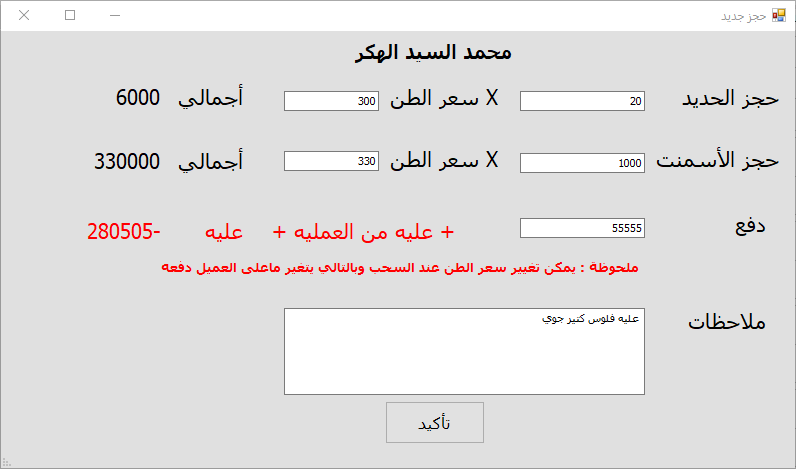 حجز جديد
محمد السيد الهكر
حجز الحديد 20 X سعر الطن 300 أجمالي 6000
حجز الأسمنت 1000 X سعر الطن 330 أجمالي 330000
دفع 55555 + عليه من العمليه + عليه 280505-
ملحوظة : يمكن تغيير سعر الطن عند السحب وبالتالي يتغير ماعلى العميل دفعه
ملاحظات عليه فلوس كتير جوي
تأكيد